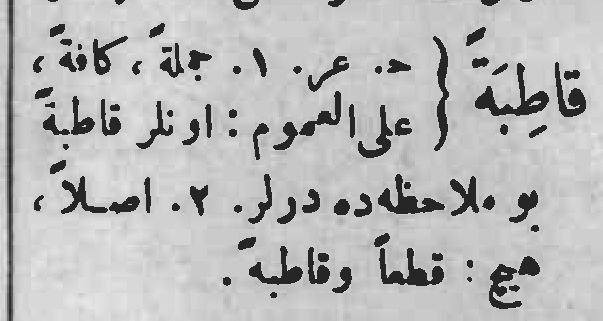 قاطِبَةً { ح. عر. ١. جملةً، كافةً،
على العموم : اونلر قاطبةً
بو ملاحظه‌ده درلر. ٢. اصلاً،
هيچ : قطعاً وقاطبةً.